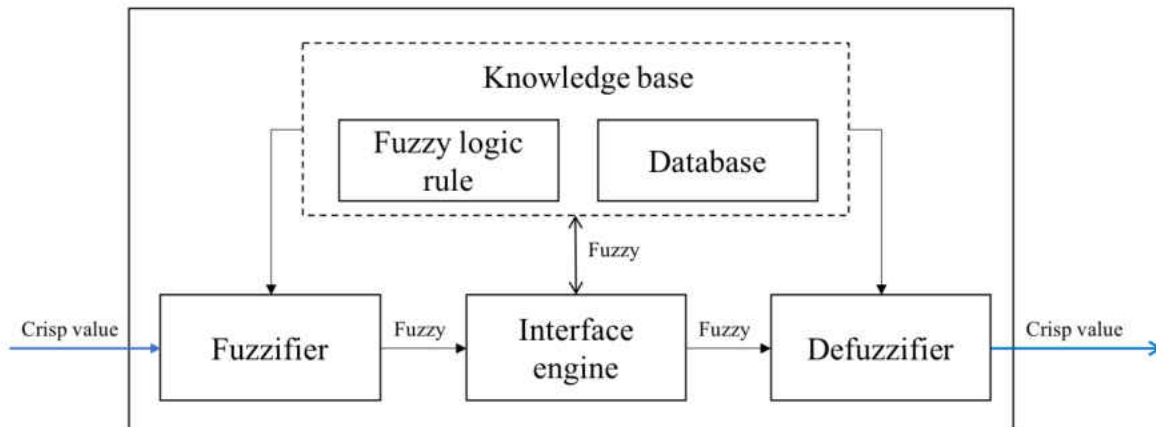 Knowledge base
Fuzzy logic
rule
Database
Fuzzy
Crisp value
Fuzzifier
Fuzzy
Interface
engine
Fuzzy
Defuzzifier
Crisp value